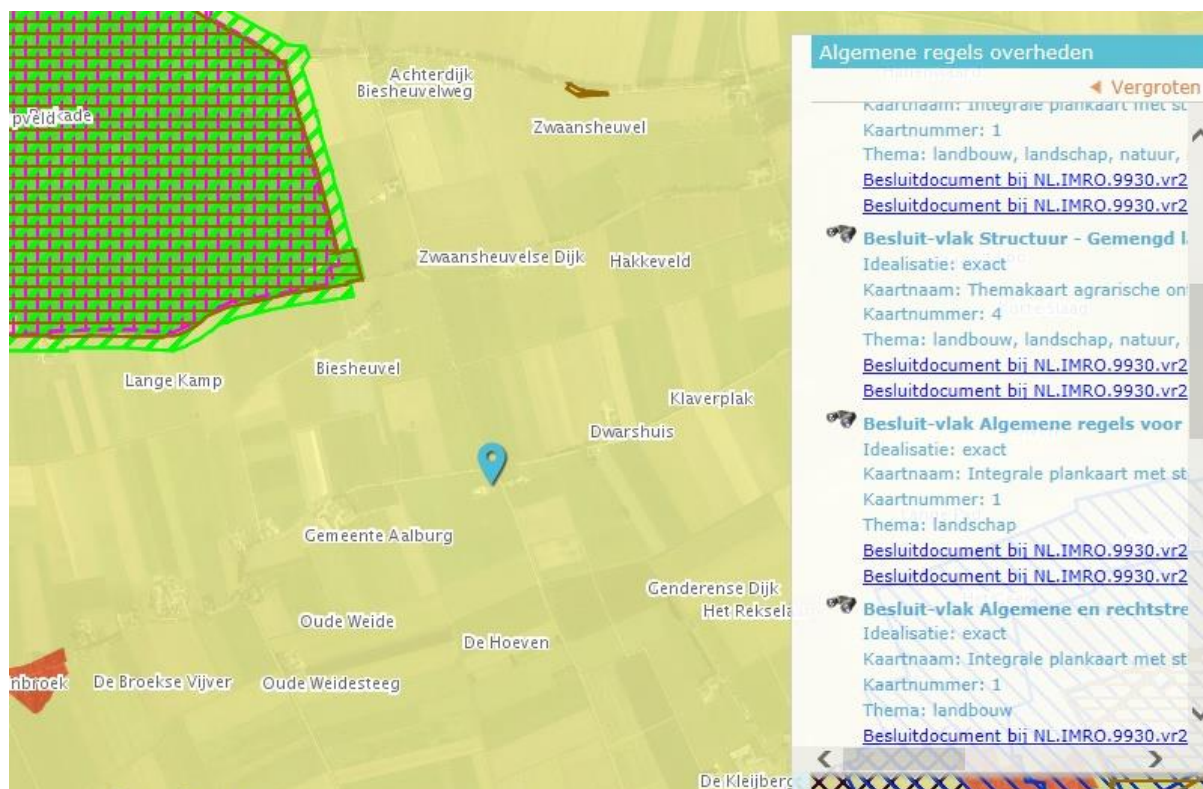 Achterdijk
Biesheuvelweg
Zwaansheuvel
Zwaansheuvelse Dijk
Hakkeveld
Lange Kamp
Biesheuvel
Klaverplak
Dwarshuis
Gemeente Aalburg
Genderense Dijk
Oude Weide
De Hoeven
De Broekse Vijver
Oude Weidesteeg
Algemene regels overheden
Vergroten
Kaartnaam: Integrale plankaart met st
Kaartnummer: 1
Thema: landbouw, landschap, natuur,
Besluitdocument bij NL.IMRO.9930.vr2
Besluitdocument bij NL.IMRO.9930.vr2
Besluit-vlak Structuur - Gemengd l
Idealisatie: exact
Kaartnaam: Themakaart agrarische on
Kaartnummer: 4
Thema: landbouw, landschap, natuur,
Besluitdocument bij NL.IMRO.9930.vr2
Besluitdocument bij NL.IMRO.9930.vr2
Besluit-vlak Algemene regels voor
Idealisatie: exact
Kaartnaam: Integrale plankaart met st
Kaartnummer: 1
Thema: landschap
Besluitdocument bij NL.IMRO.9930.vr2
Besluitdocument bij NL.IMRO.9930.vr2
Besluit-vlak Algemene en rechtstre
Idealisatie: exact
Kaartnaam: Integrale plankaart met st
Kaartnummer: 1
Thema: landbouw
Besluitdocument bij NL.IMRO.9930.vr2